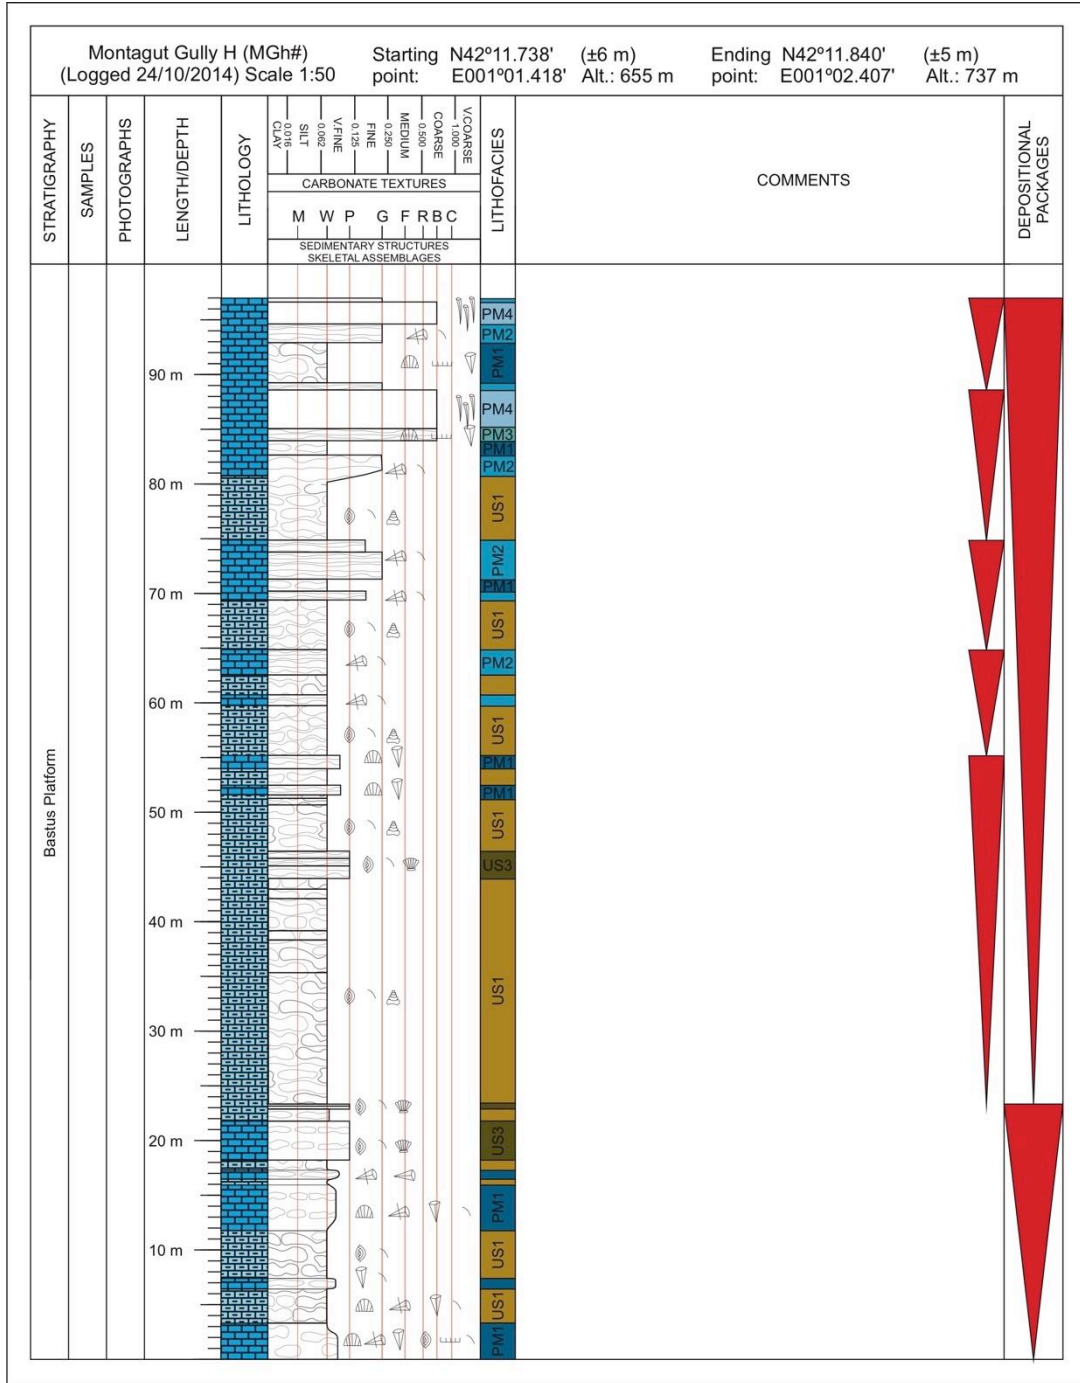 Montagut Gully H (MGh#)
(Logged 24/10/2014) Scale 1:50
Starting N42º11.738' (±6 m)
point: E001º01.418' Alt.: 655 m
Ending N42º11.840' (±5 m)
point: E001º02.407' Alt.: 737 m
STRATIGRAPHY
SAMPLES
PHOTOGRAPHS
LENGTH/DEPTH
LITHOLOGY
CLAY
0.016
SILT
0.062
V.FINE
0.125
FINE
0.250
MEDIUM
0.500
COARSE
1.000
V.COARSE
CARBONATE TEXTURES
M W P G F R B C
SEDIMENTARY STRUCTURES
SKELETAL ASSEMBLAGES
LITHOFACIES
COMMENTS
DEPOSITIONAL
PACKAGES
Bastus Platform
90 m
80 m
70 m
60 m
50 m
40 m
30 m
20 m
10 m
PM4
PM2
PM1
PM4
PM3
PM1
PM2
US1
PM2
PM1
US1
PM2
US1
PM1
PM1
US1
US3
US1
US3
PM1
US1
US1
PM1